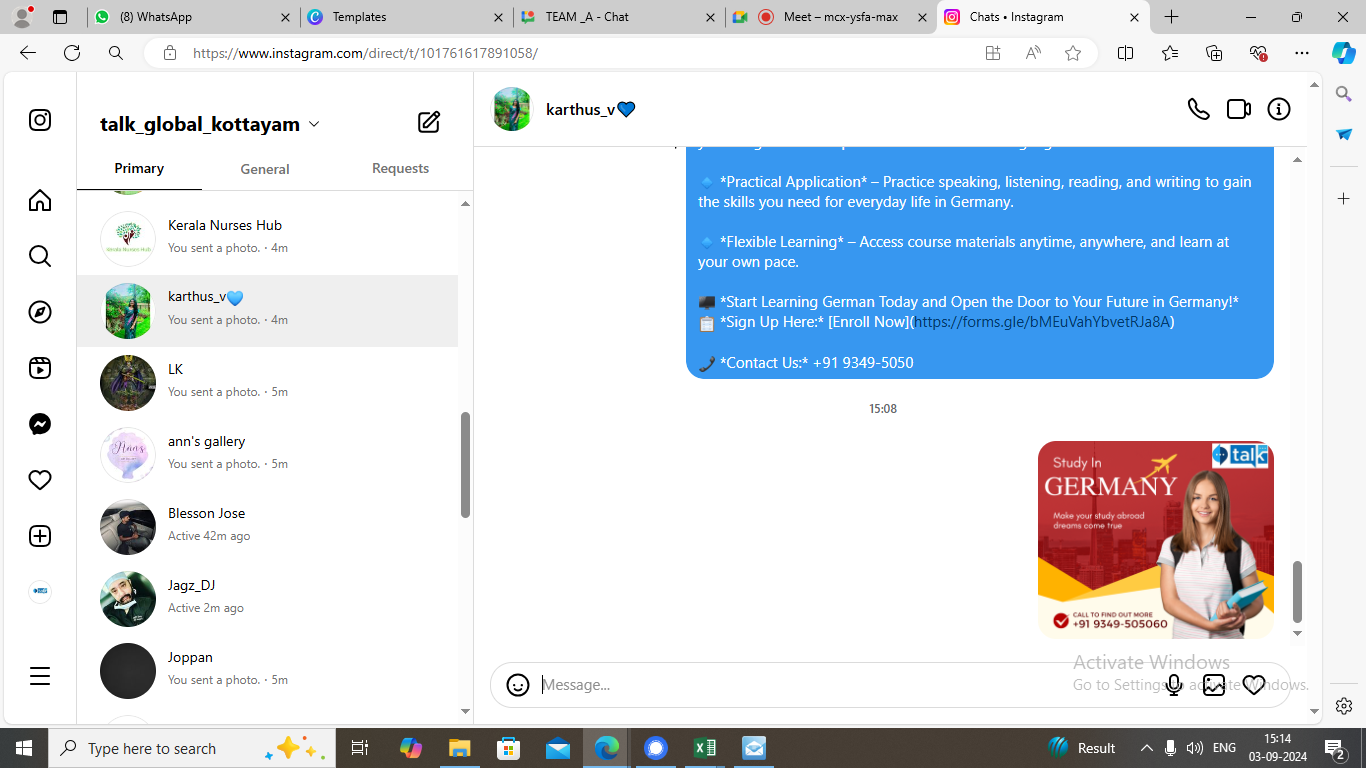 (8) WhatsApp
Templates
TEAM _A - Chat
Meet – mcx-ysfa-max
Chats • Instagram
https://www.instagram.com/direct/t/101761617891058/
talk_global_kottayam
Primary
General
Requests
Kerala Nurses Hub
You sent a photo. · 4m
karthus_v🩵
You sent a photo. · 4m
LK
You sent a photo. · 5m
ann's gallery
You sent a photo. · 5m
Blesson Jose
Active 42m ago
Jagz_DJ
Active 2m ago
Joppan
You sent a photo. · 5m
karthus_v💙
🔹 *Practical Application* – Practice speaking, listening, reading, and writing to gain
the skills you need for everyday life in Germany.
🔹 *Flexible Learning* – Access course materials anytime, anywhere, and learn at
your own pace.
*Start Learning German Today and Open the Door to Your Future in Germany!*
📋 *Sign Up Here:* [Enroll Now](https://forms.gle/bMEuVahYbvetRJa8A)
📞 *Contact Us:* +91 9349-5050
15:08
talk
Study In
GERMANY
Make your study abroad
dreams come true
CALL TO FIND OUT MORE
+91 9349-505060
Message...
Activate Windows
Go to Settings to activate Windows.
Type here to search
Result
ENG
15:14
03-09-2024
2